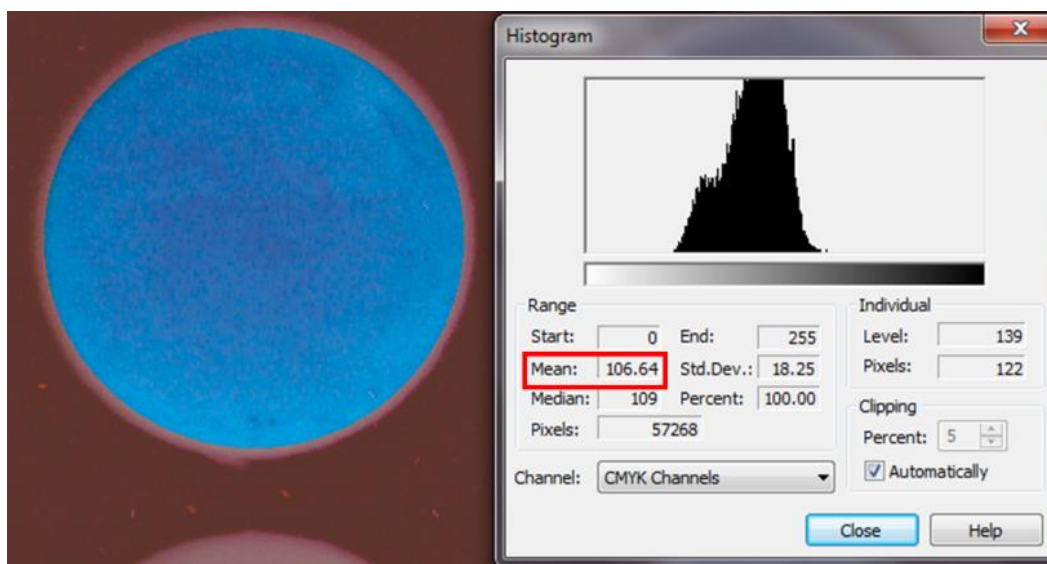 Histogram
Range
Start: 0 End: 255
Mean: 106.64 Std.Dev.: 18.25
Median: 109 Percent: 100.00
Pixels: 57268
Individual
Level: 139
Pixels: 122
Clipping
Percent: 5
Automatically
Channel: CMYK Channels
Close Help